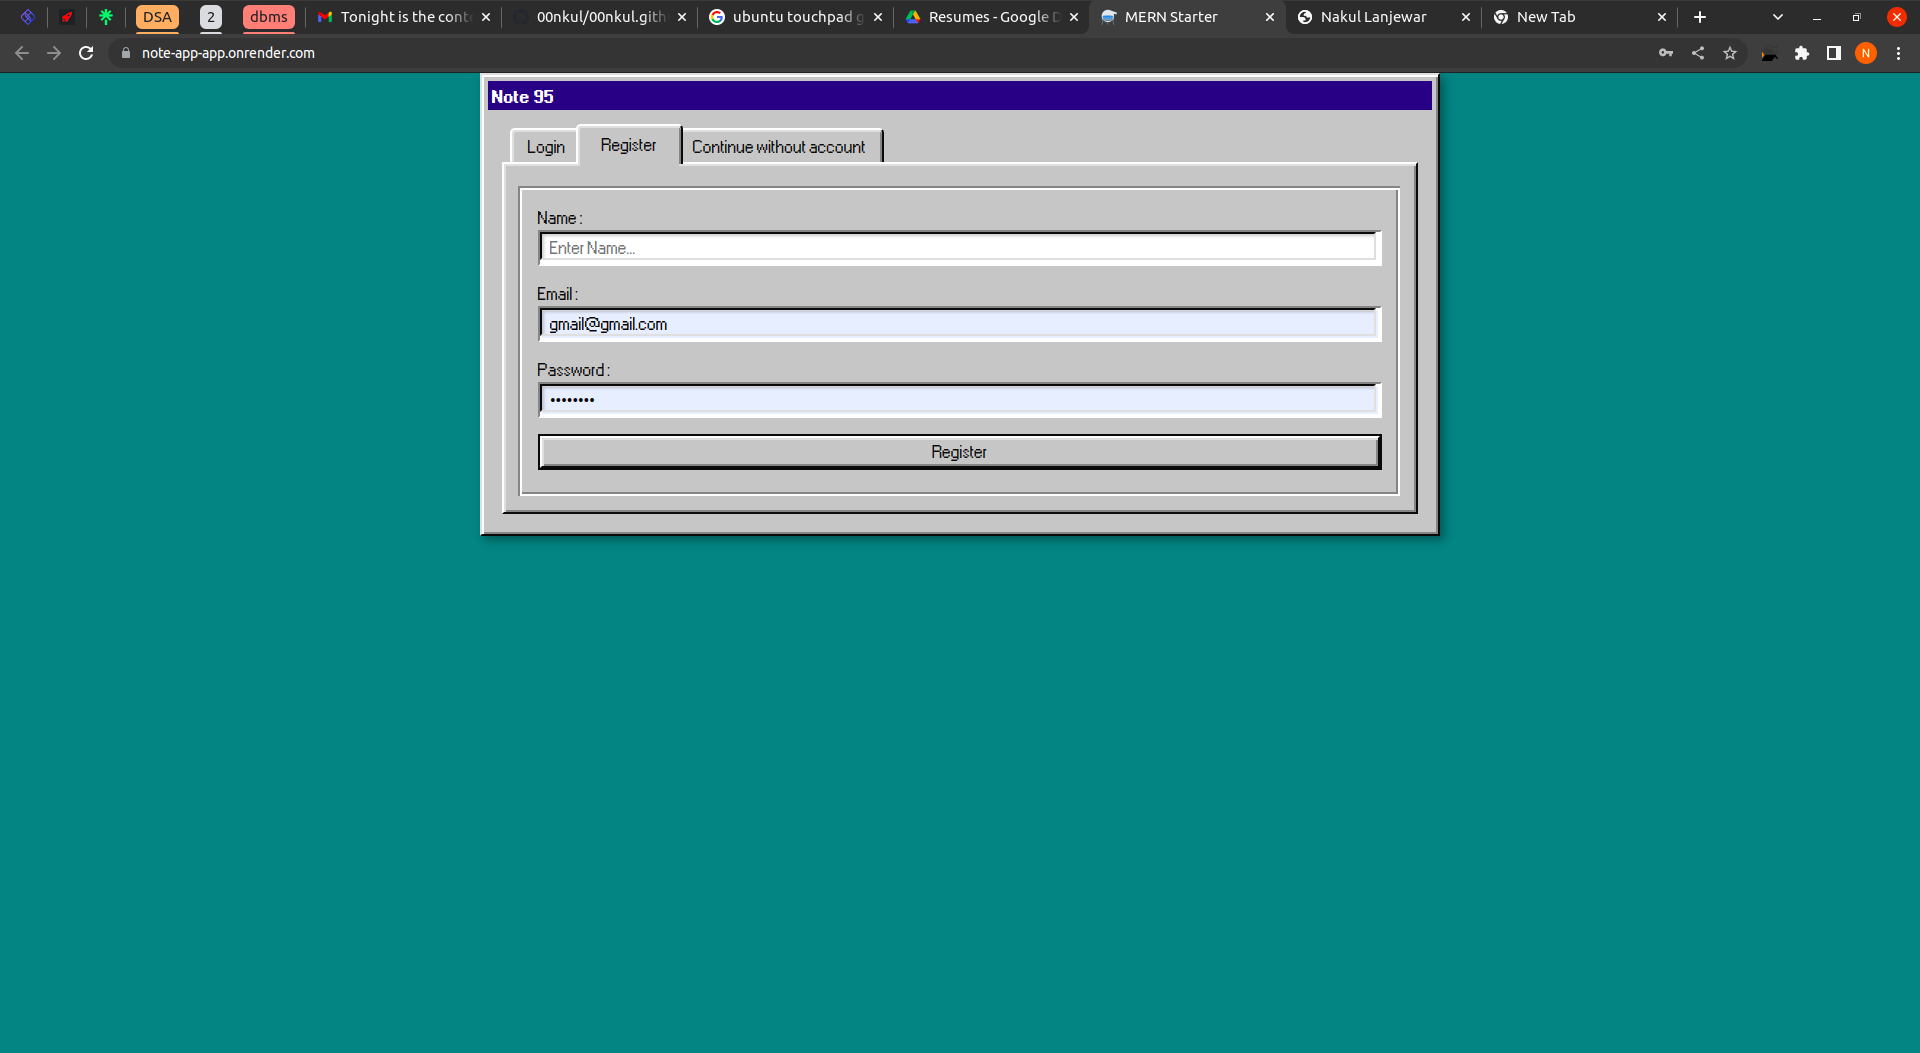 DSA 2 dbms Tonight is the cont 00nkul/00nkul.gith ubuntu touchpad g Resumes - Google D MERN Starter Nakul Lanjewar New Tab
note-app-app.onrender.com N
Note 95
Login Register Continue without account
Name :
Enter Name...
Email :
gmail@gmail.com
Password :
••••••••
Register